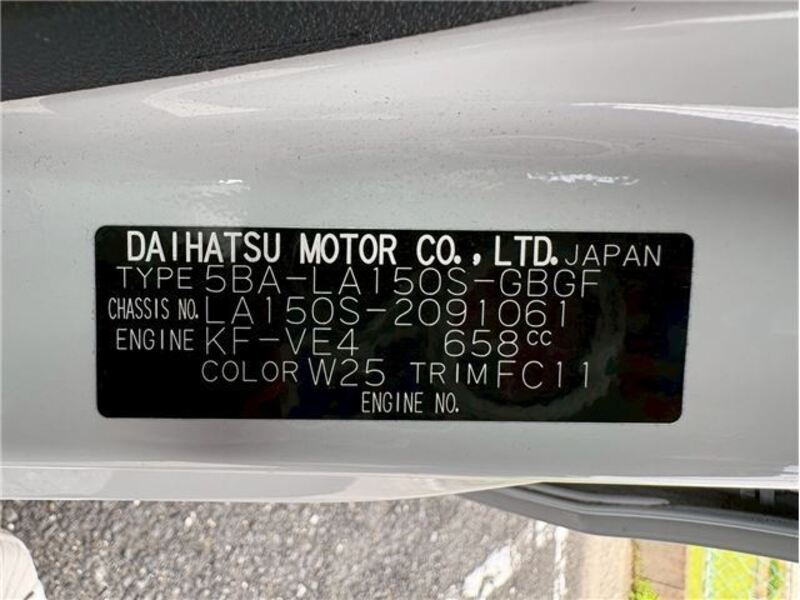 DAIHATSU MOTOR CO., LTD. JAPAN
TYPE 5BA-LA150S-GBGF
CHASSIS NO. LA150S-2091061
ENGINE KF-VE4 658cc
COLOR W25 TRIM FC11
ENGINE NO.